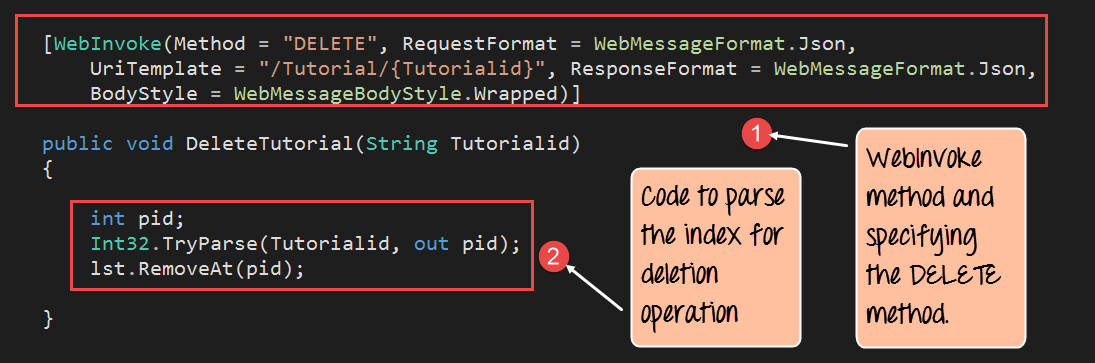 [WebInvoke(Method = "DELETE", RequestFormat = WebMessageFormat.Json,
UriTemplate = "/Tutorial/{Tutorialid}", ResponseFormat = WebMessageFormat.Json,
BodyStyle = WebMessageBodyStyle.Wrapped)]
public void DeleteTutorial(String Tutorialid)
{
int pid;
Int32.TryParse(Tutorialid, out pid);
lst.RemoveAt(pid);
}
1
WebInvoke
method and
specifying
the DELETE
method.
2
Code to parse
the index for
deletion
operation